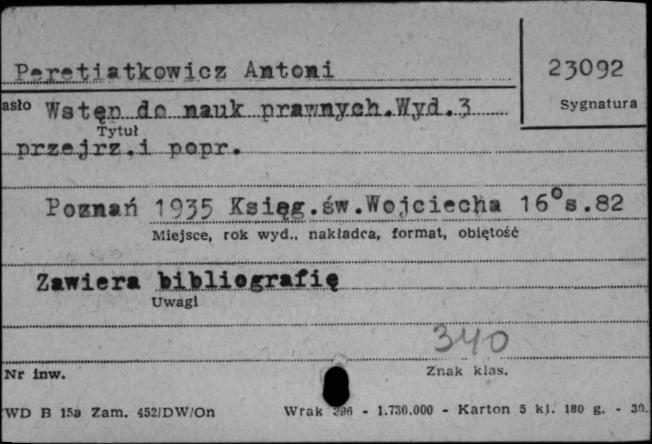 Peretiatkowicz Antoni
23092
asło Wstęp do nauk prawnych.Wyd.3
Sygnatura
Tytuł
przejrz.i popr.
Poznań 1935 Księg.św.Wojciecha 16°s.82
Miejsce, rok wyd., nakładca, format, objętość
Zawiera bibliografię
Uwagi
340
Nr inw.
Znak klas.
WD B 15a Zam. 452/DW/On Wrak 396 - 1.730.000 - Karton 5 kl. 180 g. - 30.